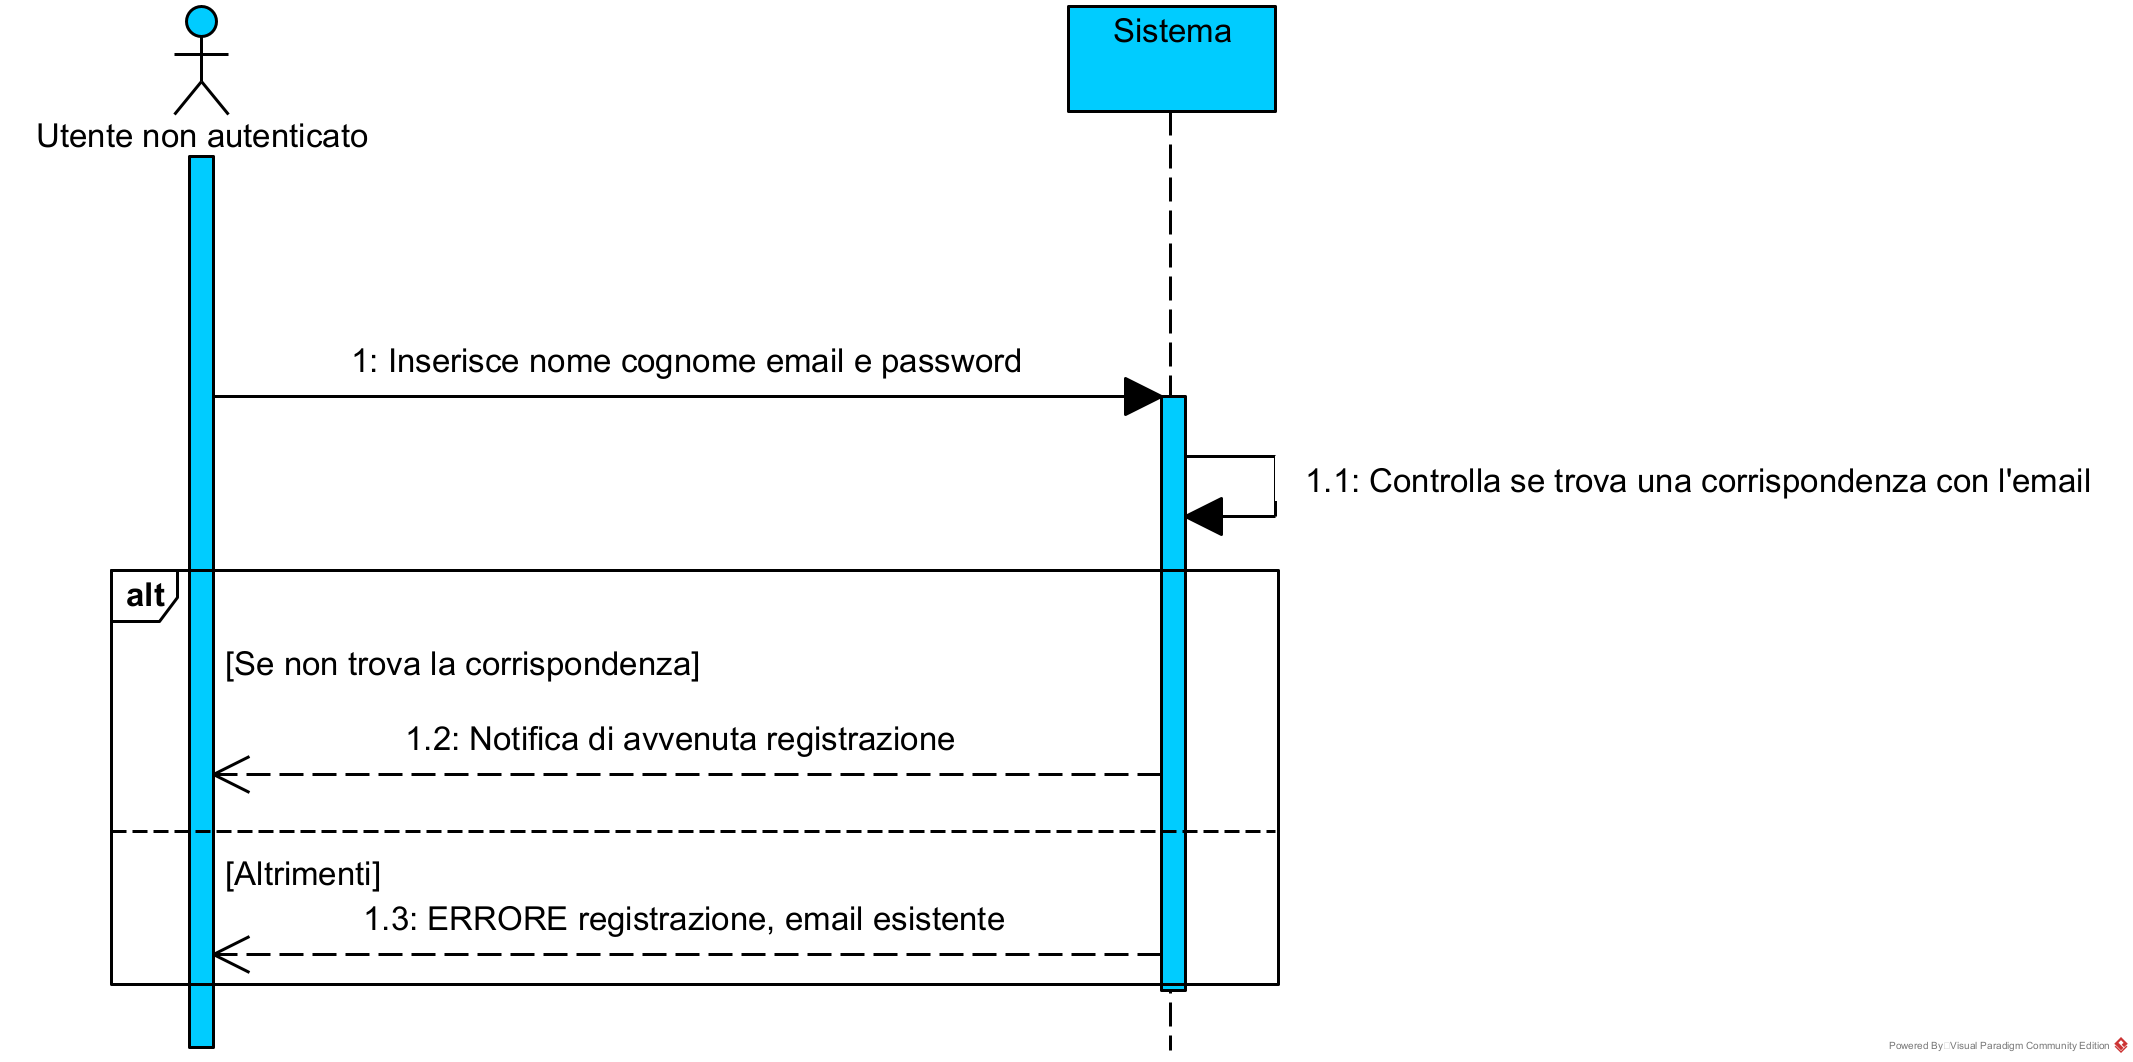 Sistema
Utente non autenticato
1: Inserisce nome cognome email e password
1.1: Controlla se trova una corrispondenza con l'email
alt
[Se non trova la corrispondenza]
1.2: Notifica di avvenuta registrazione
[Altrimenti]
1.3: ERRORE registrazione, email esistente
Powered By Visual Paradigm Community Edition